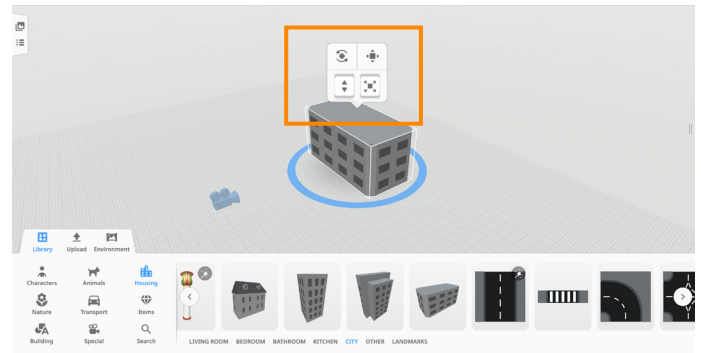 Library Upload Environment
Characters Animals Housing
Nature Transport Items
Building Special Search
LIVING ROOM BEDROOM BATHROOM KITCHEN CITY OTHER LANDMARKS